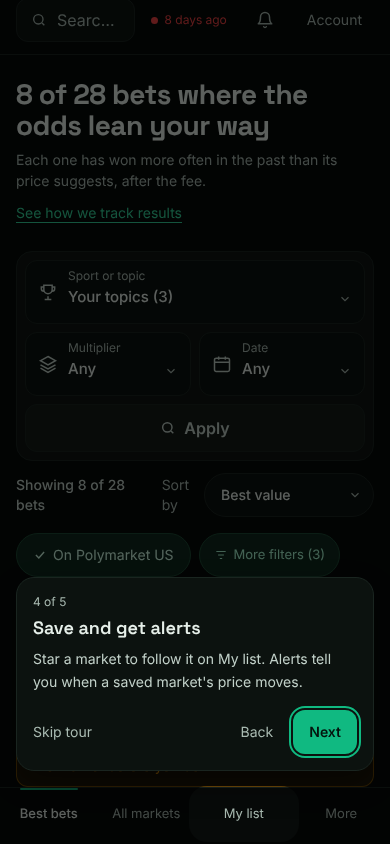 Searc...
8 days ago
Account
8 of 28 bets where the
odds lean your way
Each one has won more often in the past than its
price suggests, after the fee.
See how we track results
Sport or topic
Your topics (3)
Multiplier
Any
Date
Any
Apply
Showing 8 of 28
bets
Sort
by
Best value
On Polymarket US
More filters (3)
4 of 5
Save and get alerts
Star a market to follow it on My list. Alerts tell
you when a saved market's price moves.
Skip tour
Back
Next
Best bets
All markets
My list
More